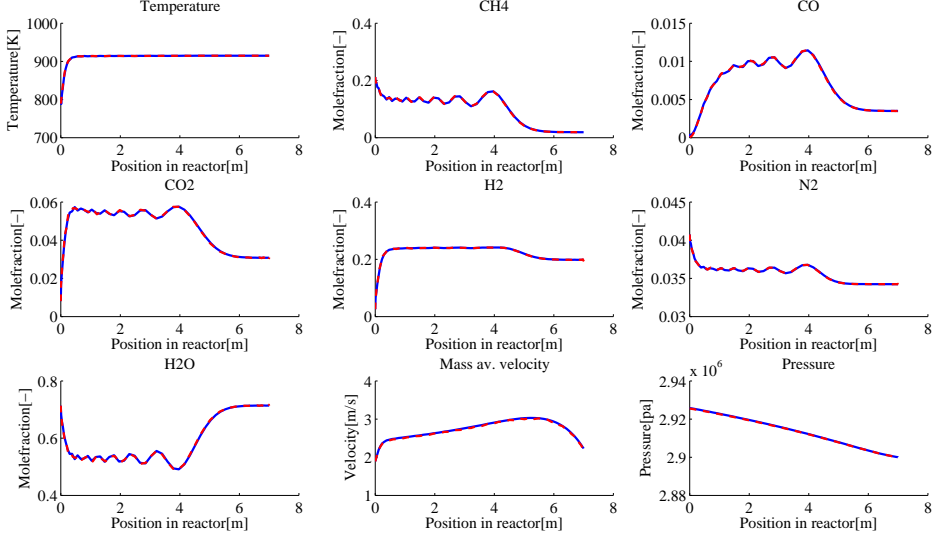 Temperature
Temperature[K]
1000
900
800
700
0 2 4 6 8
Position in reactor[m]
CH4
Molefraction[−]
0.4
0.2
0
0 2 4 6 8
Position in reactor[m]
CO
Molefraction[−]
0.015
0.01
0.005
0
0 2 4 6 8
Position in reactor[m]
CO2
Molefraction[−]
0.06
0.04
0.02
0
0 2 4 6 8
Position in reactor[m]
H2
Molefraction[−]
0.4
0.2
0
0 2 4 6 8
Position in reactor[m]
N2
Molefraction[−]
0.045
0.04
0.035
0.03
0 2 4 6 8
Position in reactor[m]
H2O
Molefraction[−]
0.8
0.6
0.4
0 2 4 6 8
Position in reactor[m]
Mass av. velocity
Velocity[m/s]
4
3
2
1
0 2 4 6 8
Position in reactor[m]
Pressure
x 10^6
Pressure[pa]
2.94
2.92
2.9
2.88
0 2 4 6 8
Position in reactor[m]